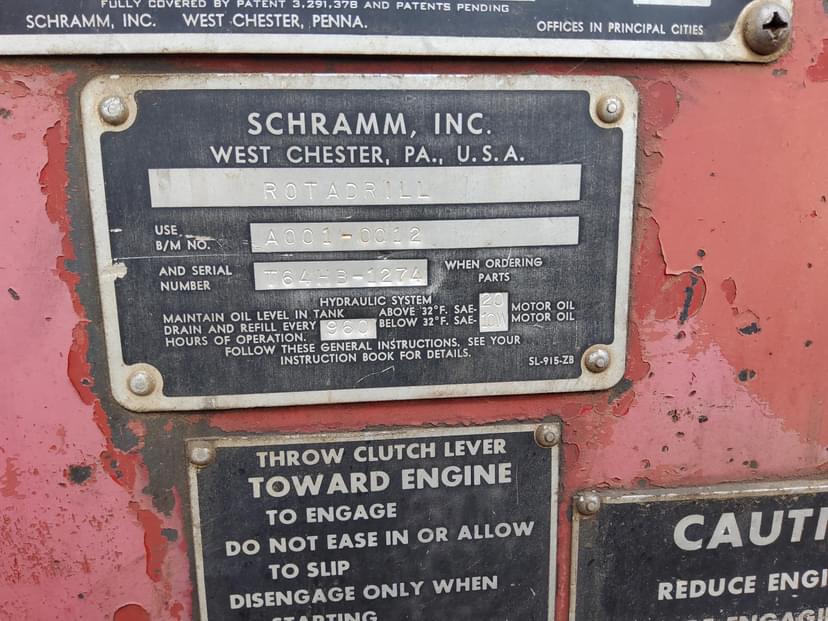 FULLY COVERED BY PATENT 3,291,378 AND PATENTS PENDING
SCHRAMM, INC. WEST CHESTER, PENNA. OFFICES IN PRINCIPAL CITIES
SCHRAMM, INC.
WEST CHESTER, PA., U.S.A.
ROTADRILL
USE
B/M NO. A001-0012
AND SERIAL NUMBER T64HB-1274 WHEN ORDERING PARTS
HYDRAULIC SYSTEM
MAINTAIN OIL LEVEL IN TANK ABOVE 32°F. SAE-20 MOTOR OIL
DRAIN AND REFILL EVERY 960 BELOW 32°F. SAE-10W MOTOR OIL
HOURS OF OPERATION.
FOLLOW THESE GENERAL INSTRUCTIONS. SEE YOUR
INSTRUCTION BOOK FOR DETAILS.
SL-915-ZB
THROW CLUTCH LEVER
TOWARD ENGINE
TO ENGAGE
DO NOT EASE IN OR ALLOW
TO SLIP
DISENGAGE ONLY WHEN
STARTING
CAUTI
REDUCE ENGI